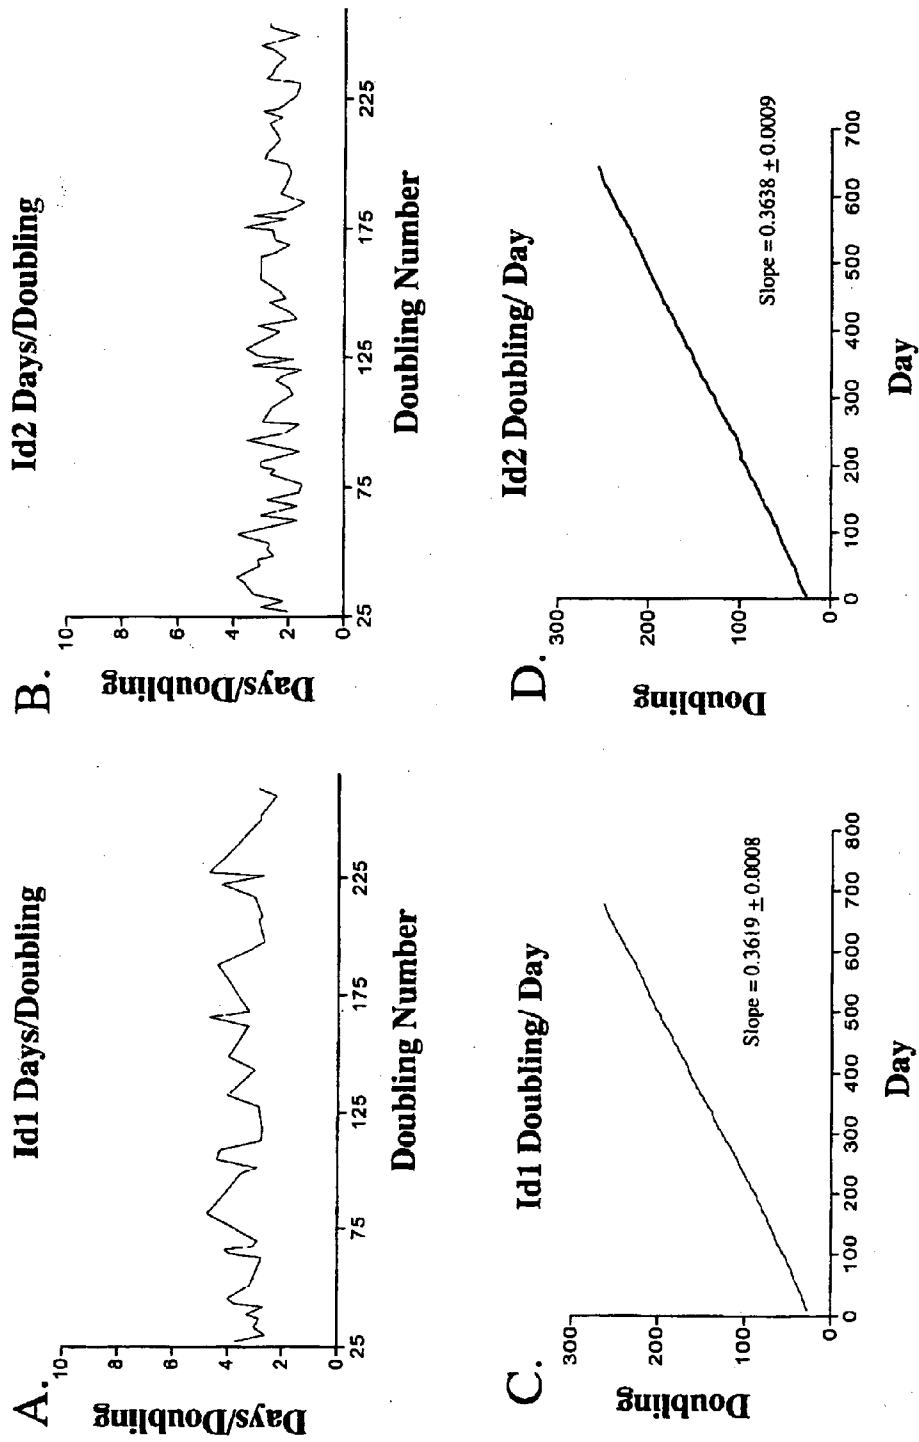 A.
Id1 Days/Doubling
Days/Doubling
10
8
6
4
2
0
25
75
125
175
225
Doubling Number
B.
Id2 Days/Doubling
Days/Doubling
10
8
6
4
2
0
25
75
125
175
225
Doubling Number
C.
Id1 Doubling/ Day
Doubling
300
200
100
0
0
100
200
300
400
500
600
700
800
Slope = 0.3619 ± 0.0008
Day
D.
Id2 Doubling/ Day
Doubling
300
200
100
0
0
100
200
300
400
500
600
700
Slope = 0.3638 ± 0.0009
Day